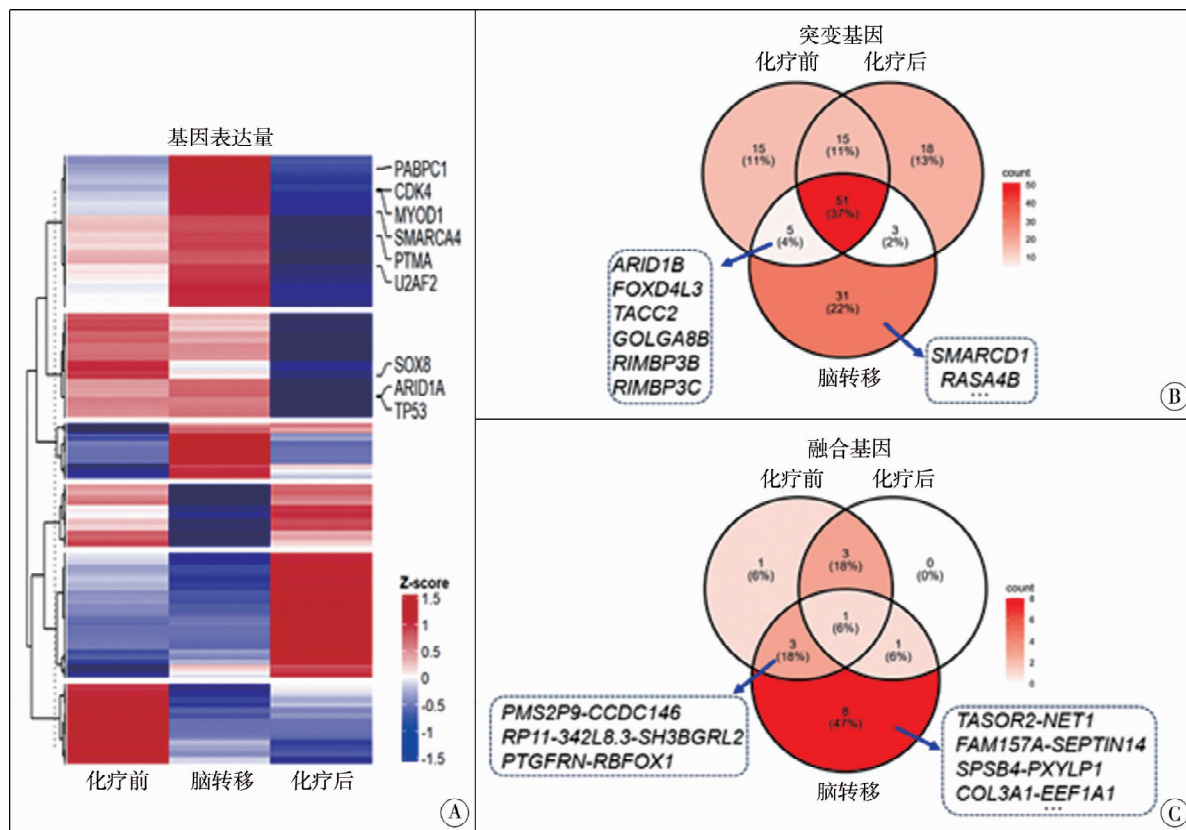 基因表达量
PABPC1
CDK4
MYOD1
SMARCA4
PTMA
U2AF2
SOX8
ARID1A
TP53
Z-score
1.5
1
0.5
0
-0.5
-1
-1.5
化疗前
脑转移
化疗后
A
突变基因
化疗前
化疗后
15
(11%)
15
(11%)
18
(13%)
51
(37%)
5
(4%)
3
(2%)
31
(22%)
count
50
40
30
20
10
ARID1B
FOXD4L3
TACC2
GOLGA8B
RIMBP3B
RIMBP3C
SMARCD1
RASA4B
...
脑转移
B
融合基因
化疗前
化疗后
1
(6%)
3
(18%)
0
(0%)
1
(6%)
3
(18%)
1
(6%)
8
(47%)
count
8
6
4
2
0
PMS2P9-CCDC146
RP11-342L8.3-SH3BGRL2
PTGFRN-RBFOX1
TASOR2-NET1
FAM157A-SEPTIN14
SPSB4-PXYLP1
COL3A1-EEF1A1
...
脑转移
C